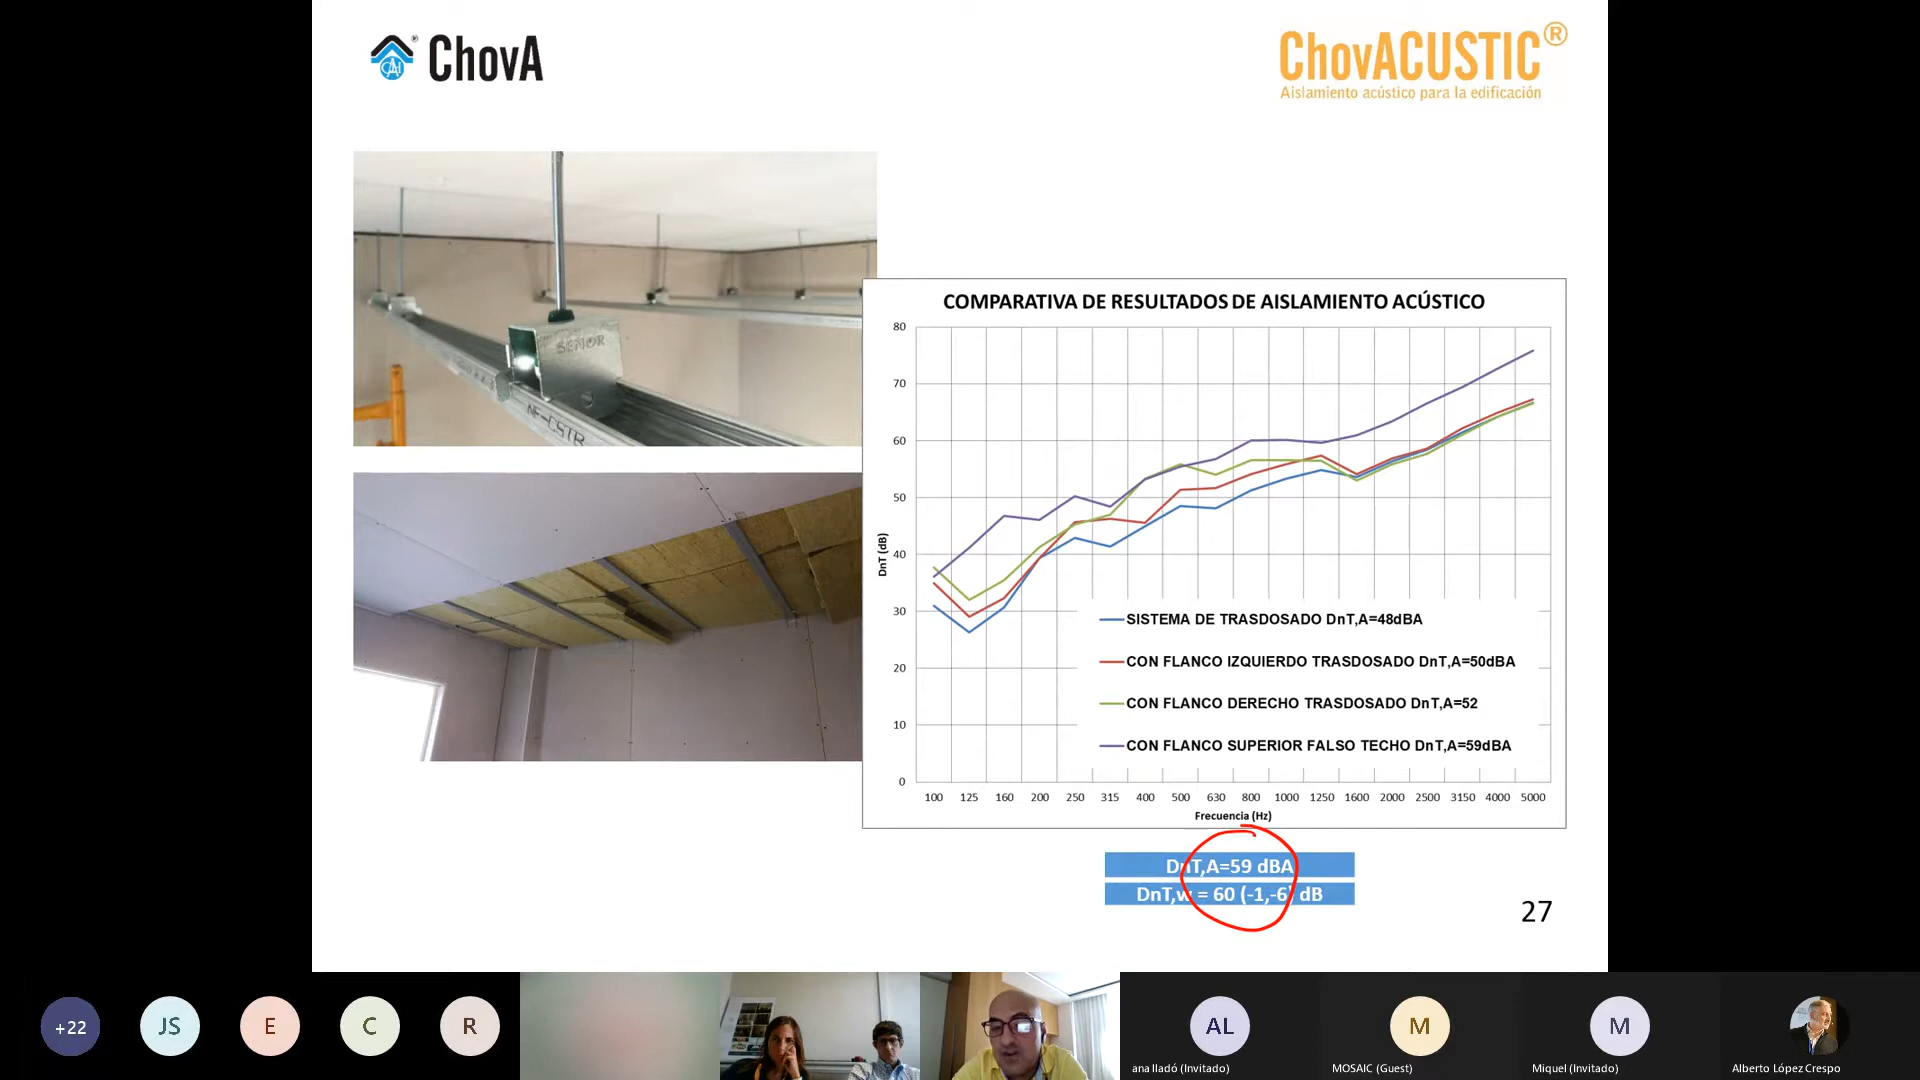 ChovA
ChovACUSTIC®
Aislamiento acústico para la edificación
SEÑOR
NF-CSTB
COMPARATIVA DE RESULTADOS DE AISLAMIENTO ACÚSTICO
DnT (dB)
80
70
60
50
40
30
20
10
0
SISTEMA DE TRASDOSADO DnT,A=48dBA
CON FLANCO IZQUIERDO TRASDOSADO DnT,A=50dBA
CON FLANCO DERECHO TRASDOSADO DnT,A=52
CON FLANCO SUPERIOR FALSO TECHO DnT,A=59dBA
100 125 160 200 250 315 400 500 630 800 1000 1250 1600 2000 2500 3150 4000 5000
Frecuencia (Hz)
DnT,A=59 dBA
DnT,w = 60 (-1,-6) dB
27
+22
JS
E
C
R
AL
ana lladó (Invitado)
M
MOSAIC (Guest)
M
Miquel (Invitado)
Alberto López Crespo